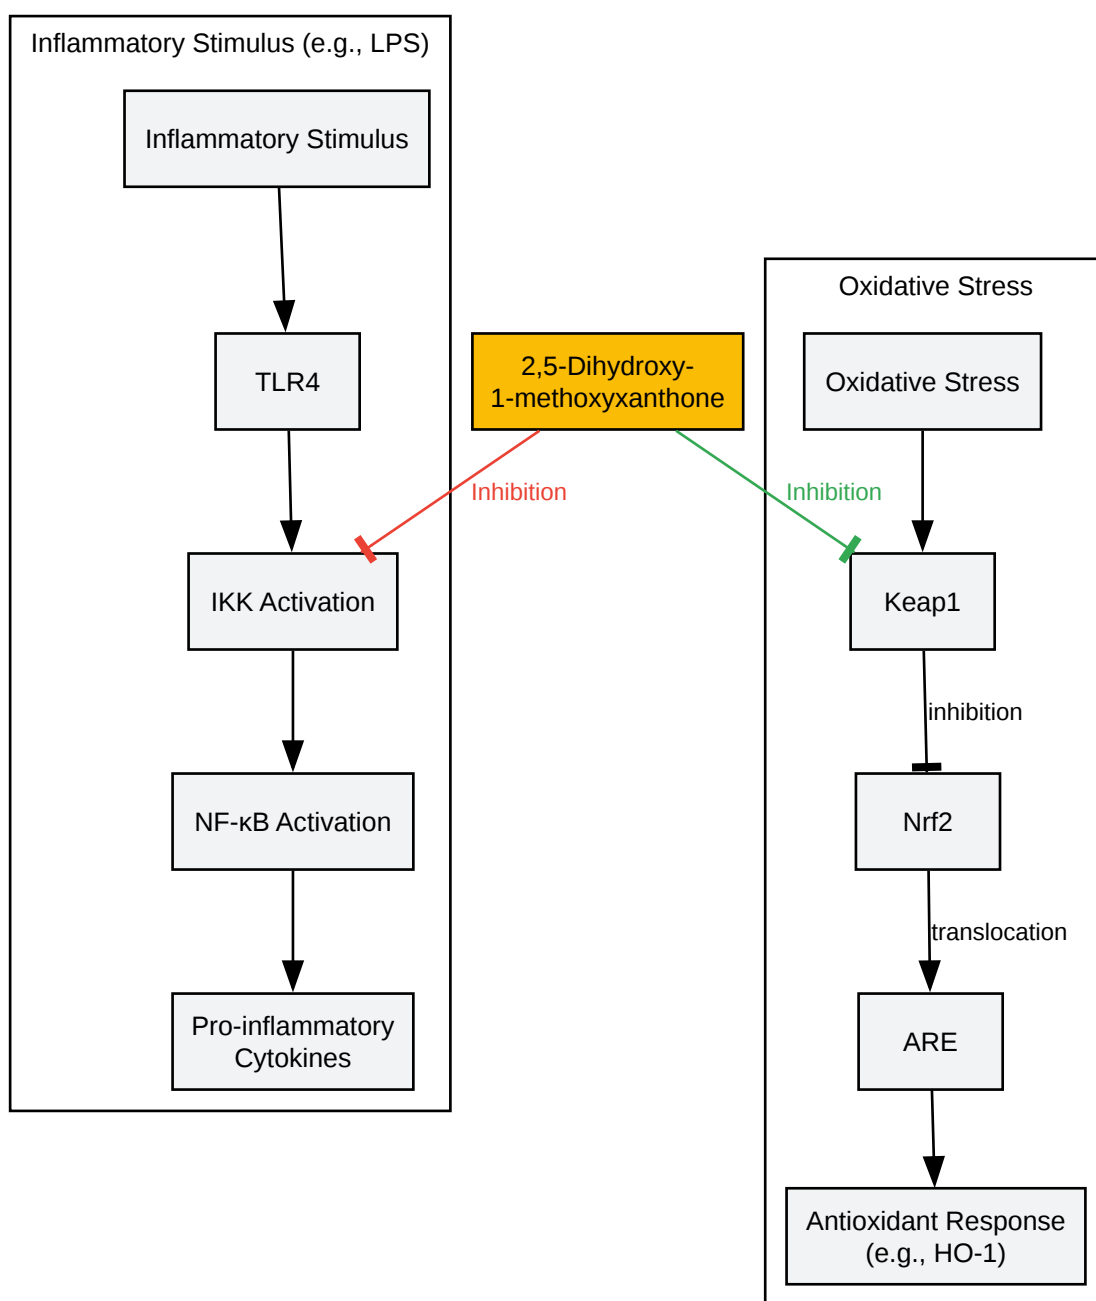 Inflammatory Stimulus (e.g., LPS)
Inflammatory Stimulus
TLR4
IKK Activation
NF-κB Activation
Pro-inflammatory
Cytokines
2,5-Dihydroxy-
1-methoxyxanthone
Inhibition
Inhibition
Oxidative Stress
Oxidative Stress
Keap1
inhibition
Nrf2
translocation
ARE
Antioxidant Response
(e.g., HO-1)